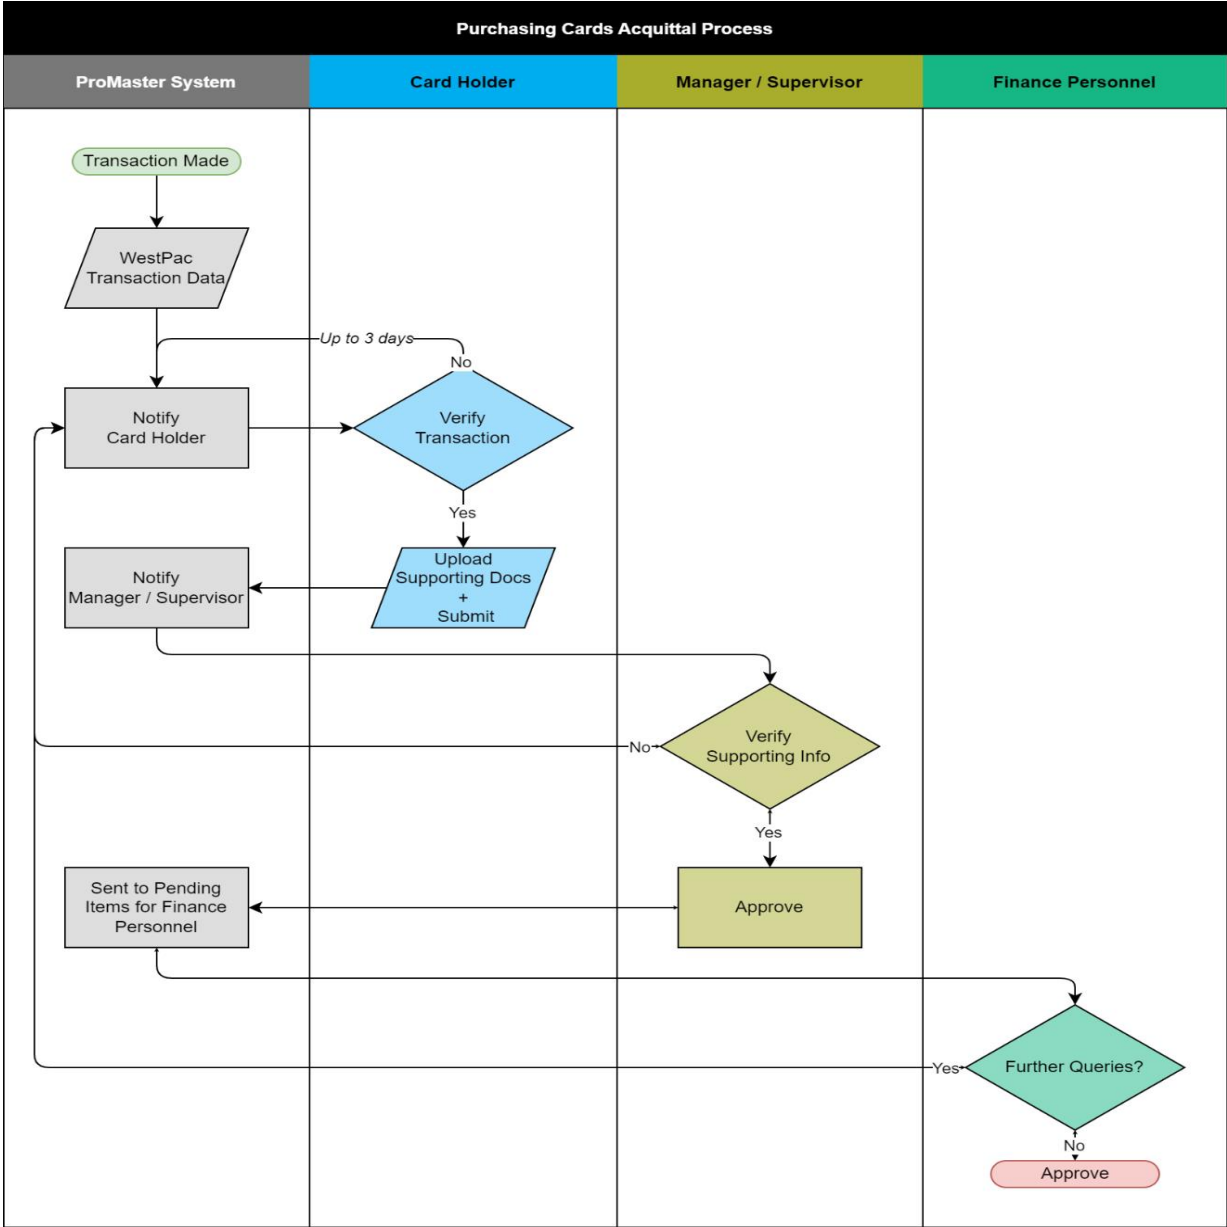 Purchasing Cards Acquittal Process
ProMaster System
Card Holder
Manager / Supervisor
Finance Personnel
Transaction Made
WestPac
Transaction Data
Up to 3 days
No
Notify
Card Holder
Verify
Transaction
Yes
Notify
Manager / Supervisor
Upload
Supporting Docs
+
Submit
No
Verify
Supporting Info
Yes
Sent to Pending
Items for Finance
Personnel
Approve
Yes
Further Queries?
No
Approve